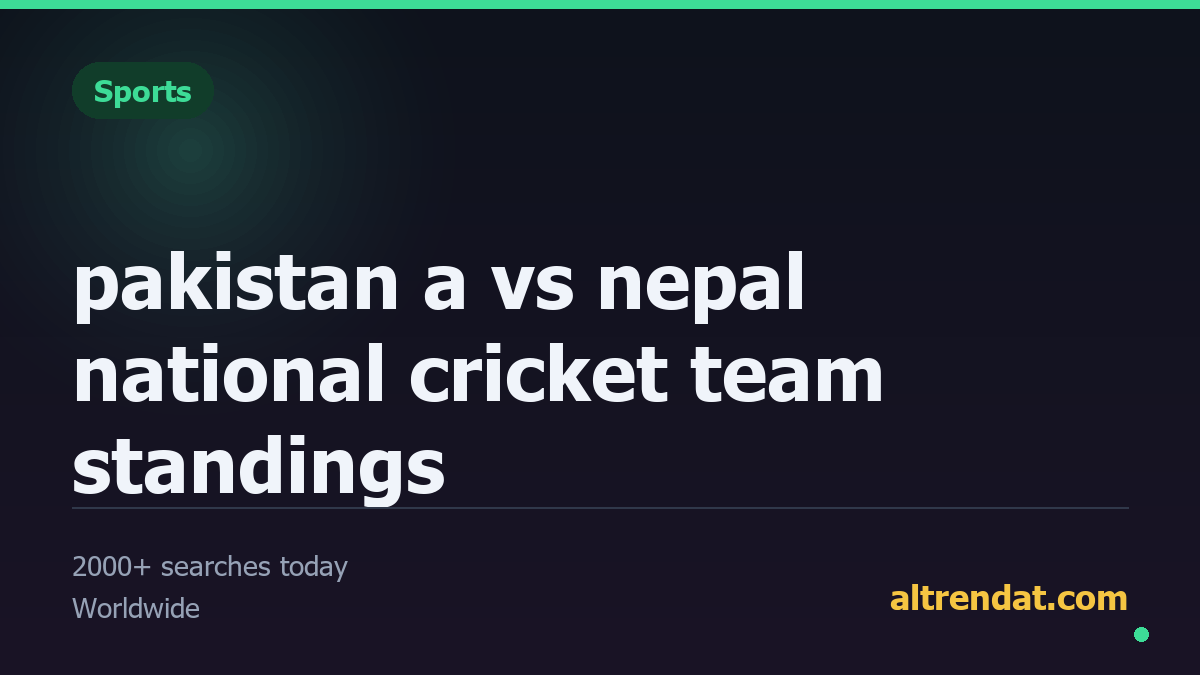 Sports
pakistan a vs nepal
national cricket team
standings
2000+ searches today
Worldwide
altrendat.com